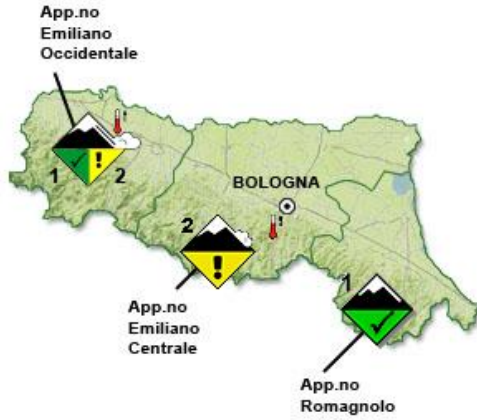 App.no
Emiliano
Occidentale
!
✓ !
1 2
BOLOGNA
2
!
!
App.no
Emiliano
Centrale
1
✓
App.no
Romagnolo